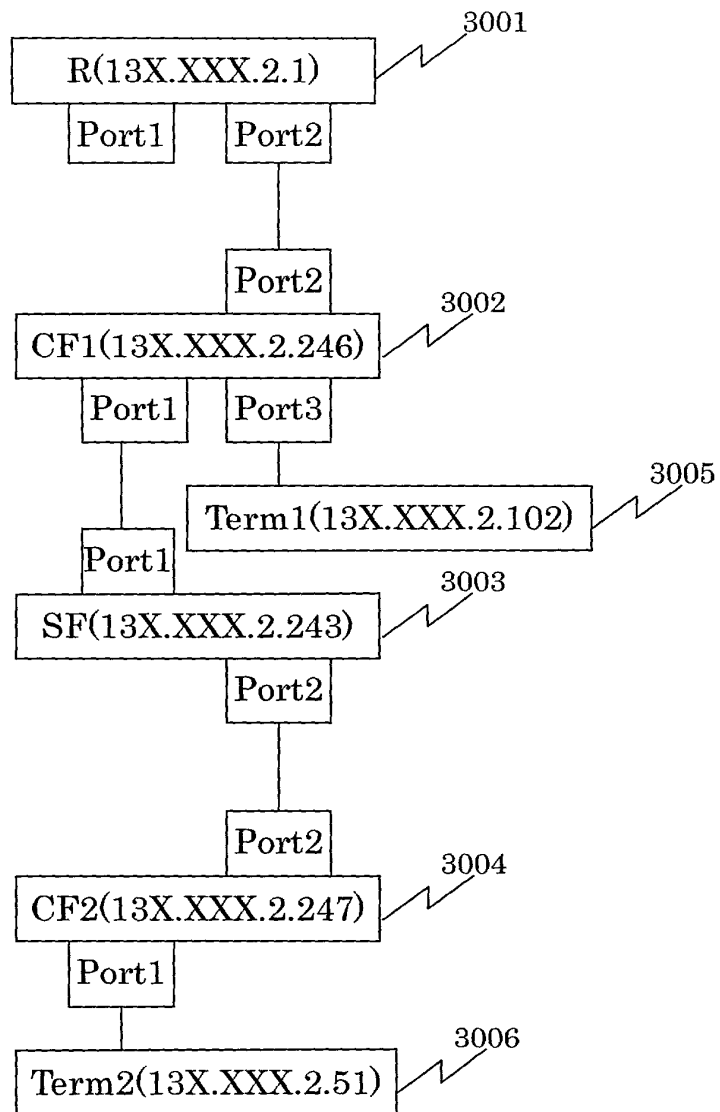 3001
R(13X.XXX.2.1)
Port1 Port2
Port2
3002
CF1(13X.XXX.2.246)
Port1 Port3
3005
Term1(13X.XXX.2.102)
Port1
3003
SF(13X.XXX.2.243)
Port2
Port2
3004
CF2(13X.XXX.2.247)
Port1
3006
Term2(13X.XXX.2.51)